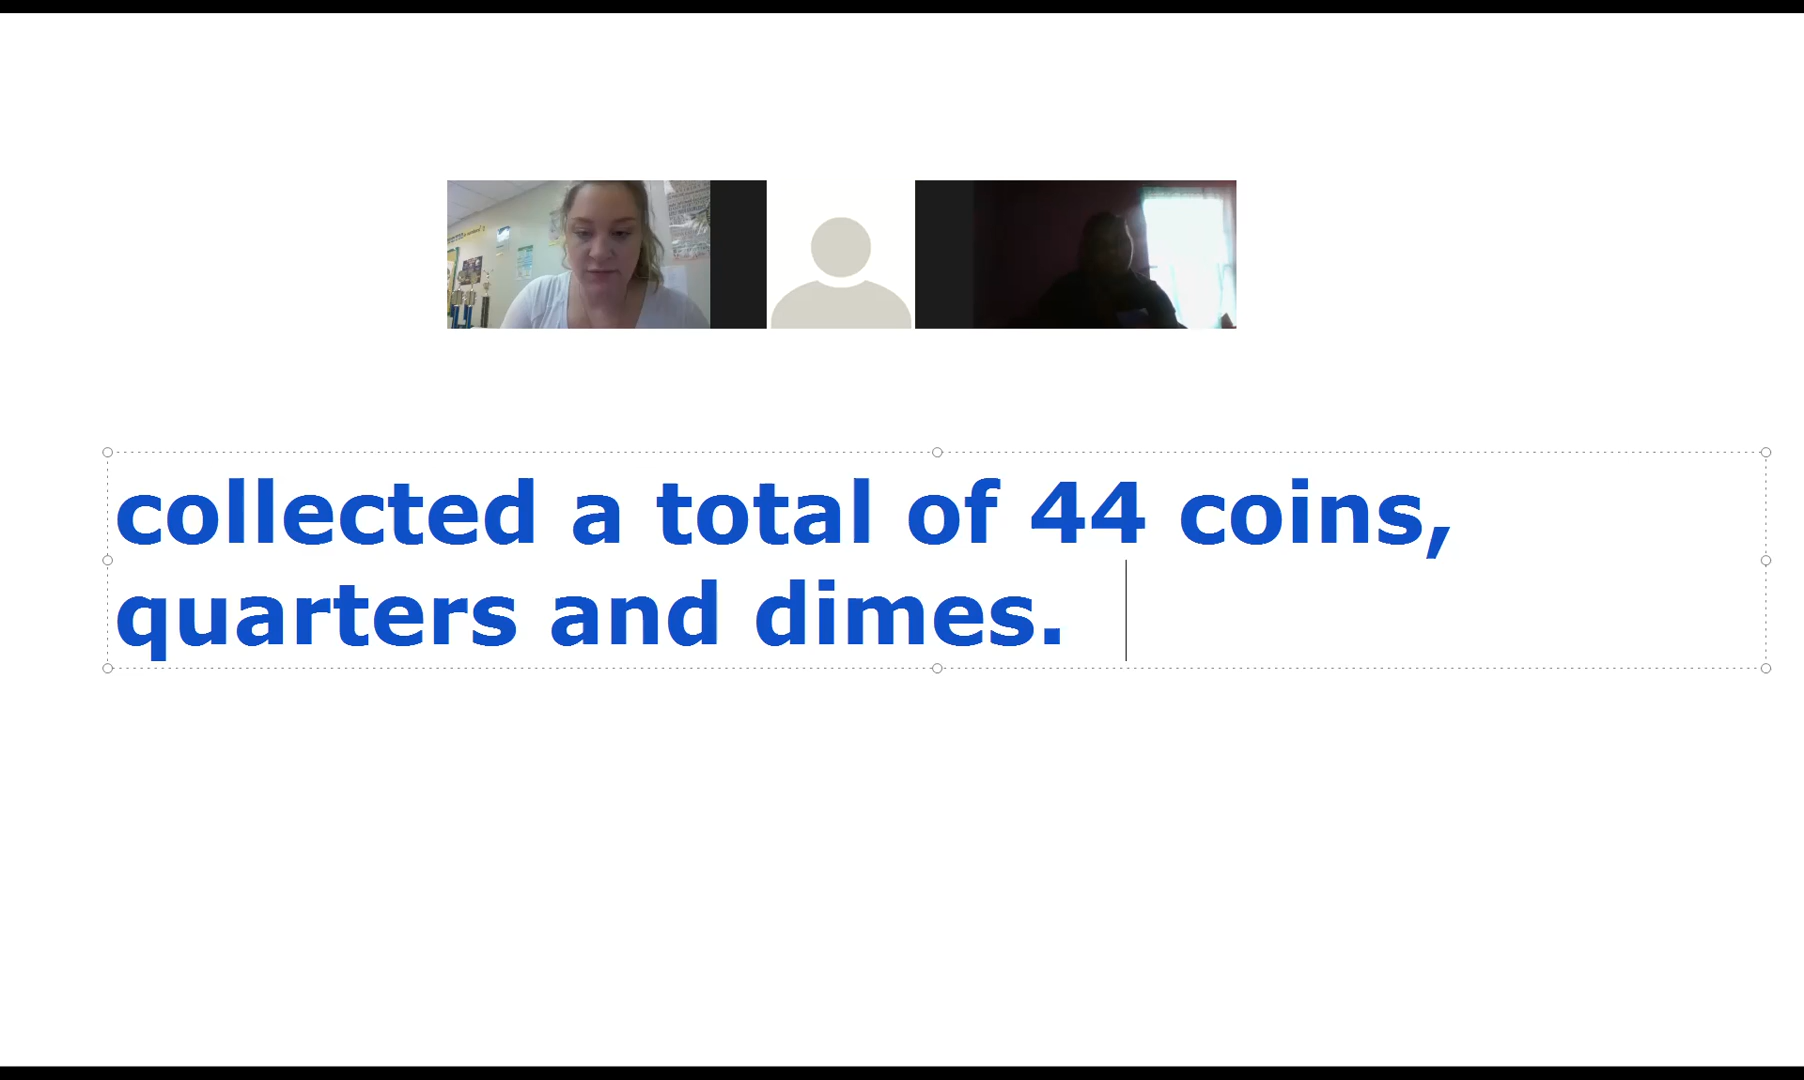 collected a total of 44 coins,
quarters and dimes.